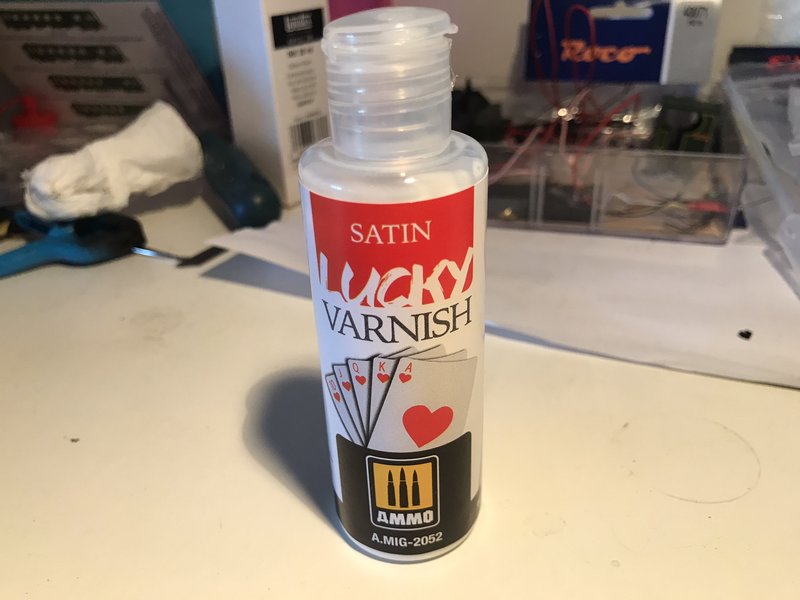 Roco
SATIN
LUCKY
VARNISH
J
Q
K
A
AMMO
A.MIG-2052